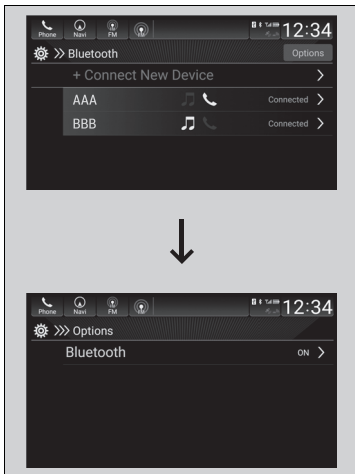 Phone Navi FM 12:34
Bluetooth Options
+ Connect New Device
AAA Connected
BBB Connected
Phone Navi FM 12:34
Options
Bluetooth ON